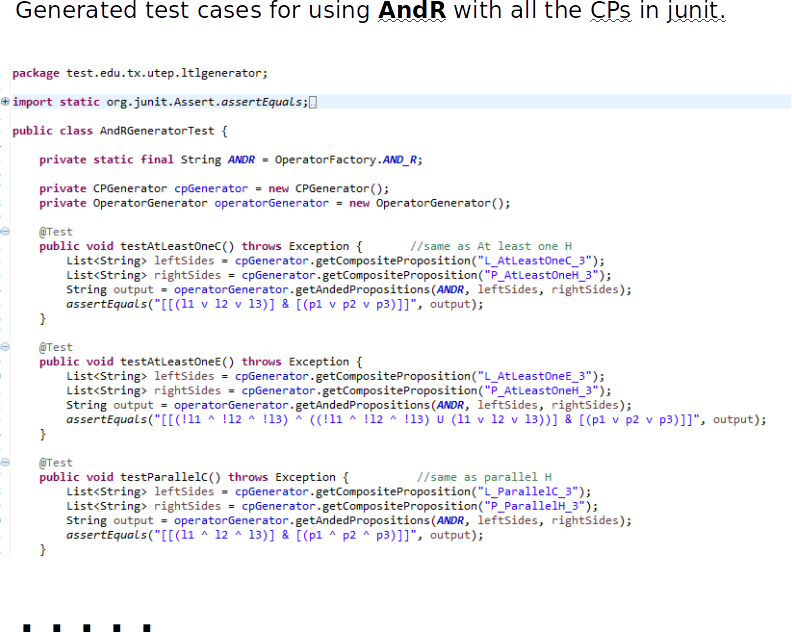 Generated test cases for using AndR with all the CPs in junit.
package test.edu.tx.utep.ltlgenerator;
import static org.junit.Assert.assertEquals;
public class AndRGeneratorTest {
private static final String ANDR = OperatorFactory.AND_R;
private CPGenerator cpGenerator = new CPGenerator();
private OperatorGenerator operatorGenerator = new OperatorGenerator();
@Test
public void testAtLeastOneC() throws Exception { //same as At least one H
List<String> leftSides = cpGenerator.getCompositeProposition("L_AtLeastOneC_3");
List<String> rightSides = cpGenerator.getCompositeProposition("P_AtLeastOneH_3");
String output = operatorGenerator.getAndedPropositions(ANDR, leftSides, rightSides);
assertEquals("[[(l1 v l2 v l3)] & [(p1 v p2 v p3)]]", output);
}
@Test
public void testAtLeastOneE() throws Exception {
List<String> leftSides = cpGenerator.getCompositeProposition("L_AtLeastOneE_3");
List<String> rightSides = cpGenerator.getCompositeProposition("P_AtLeastOneH_3");
String output = operatorGenerator.getAndedPropositions(ANDR, leftSides, rightSides);
assertEquals("[[(!l1 ^ !l2 ^ !l3) ^ ((!l1 ^ !l2 ^ !l3) U (l1 v l2 v l3))] & [(p1 v p2 v p3)]]", output);
}
@Test
public void testParallelC() throws Exception { //same as parallel H
List<String> leftSides = cpGenerator.getCompositeProposition("L_ParallelC_3");
List<String> rightSides = cpGenerator.getCompositeProposition("P_ParallelH_3");
String output = operatorGenerator.getAndedPropositions(ANDR, leftSides, rightSides);
assertEquals("[[(l1 ^ l2 ^ l3)] & [(p1 ^ p2 ^ p3)]]", output);
}